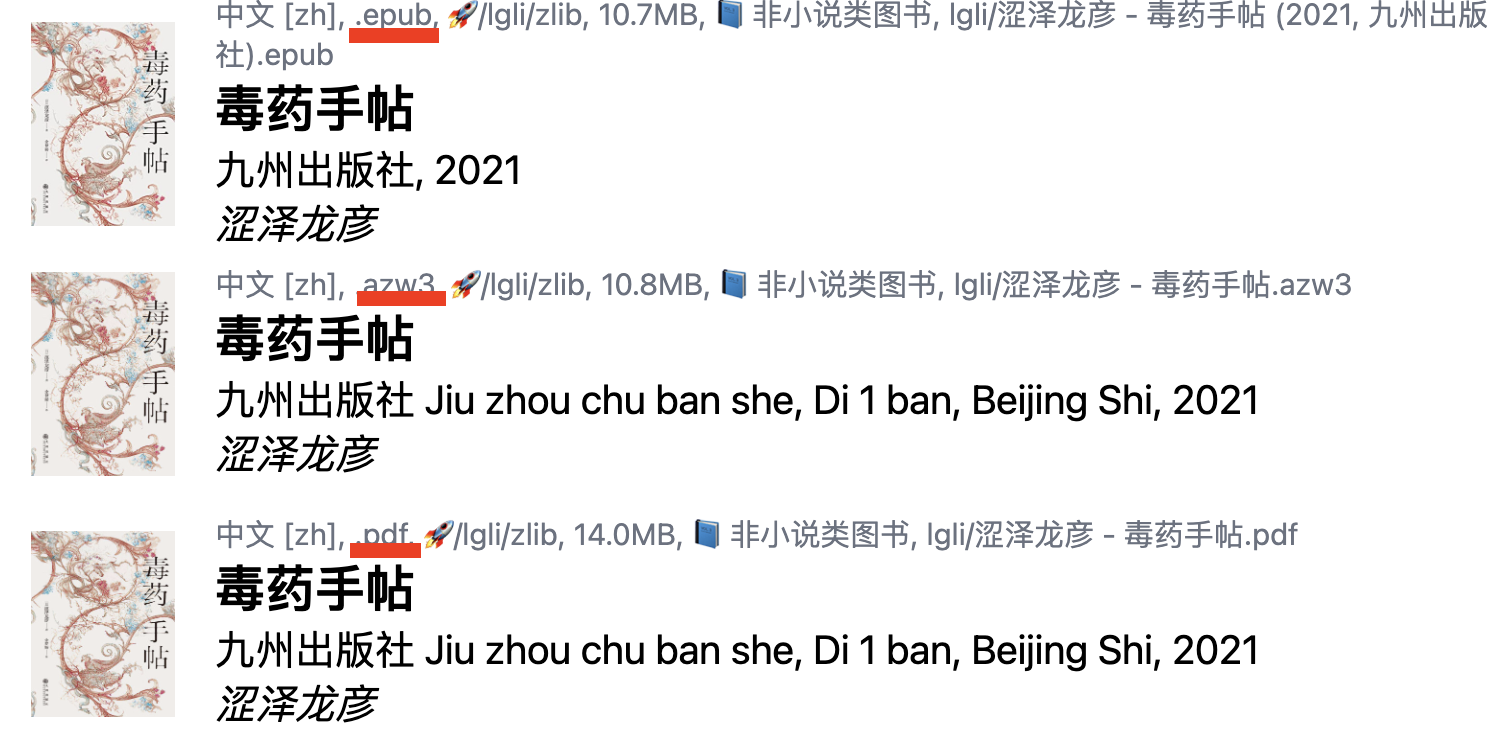 中文 [zh], .epub, 🚀/lgli/zlib, 10.7MB, 📘 非小说类图书, lgli/涩泽龙彦 - 毒药手帖 (2021, 九州出版
社).epub
毒药手帖
九州出版社, 2021
涩泽龙彦
毒药手帖
中文 [zh], .azw3, 🚀/lgli/zlib, 10.8MB, 📘 非小说类图书, lgli/涩泽龙彦 - 毒药手帖.azw3
毒药手帖
九州出版社 Jiu zhou chu ban she, Di 1 ban, Beijing Shi, 2021
涩泽龙彦
毒药手帖
中文 [zh], .pdf, 🚀/lgli/zlib, 14.0MB, 📘 非小说类图书, lgli/涩泽龙彦 - 毒药手帖.pdf
毒药手帖
九州出版社 Jiu zhou chu ban she, Di 1 ban, Beijing Shi, 2021
涩泽龙彦
毒药手帖